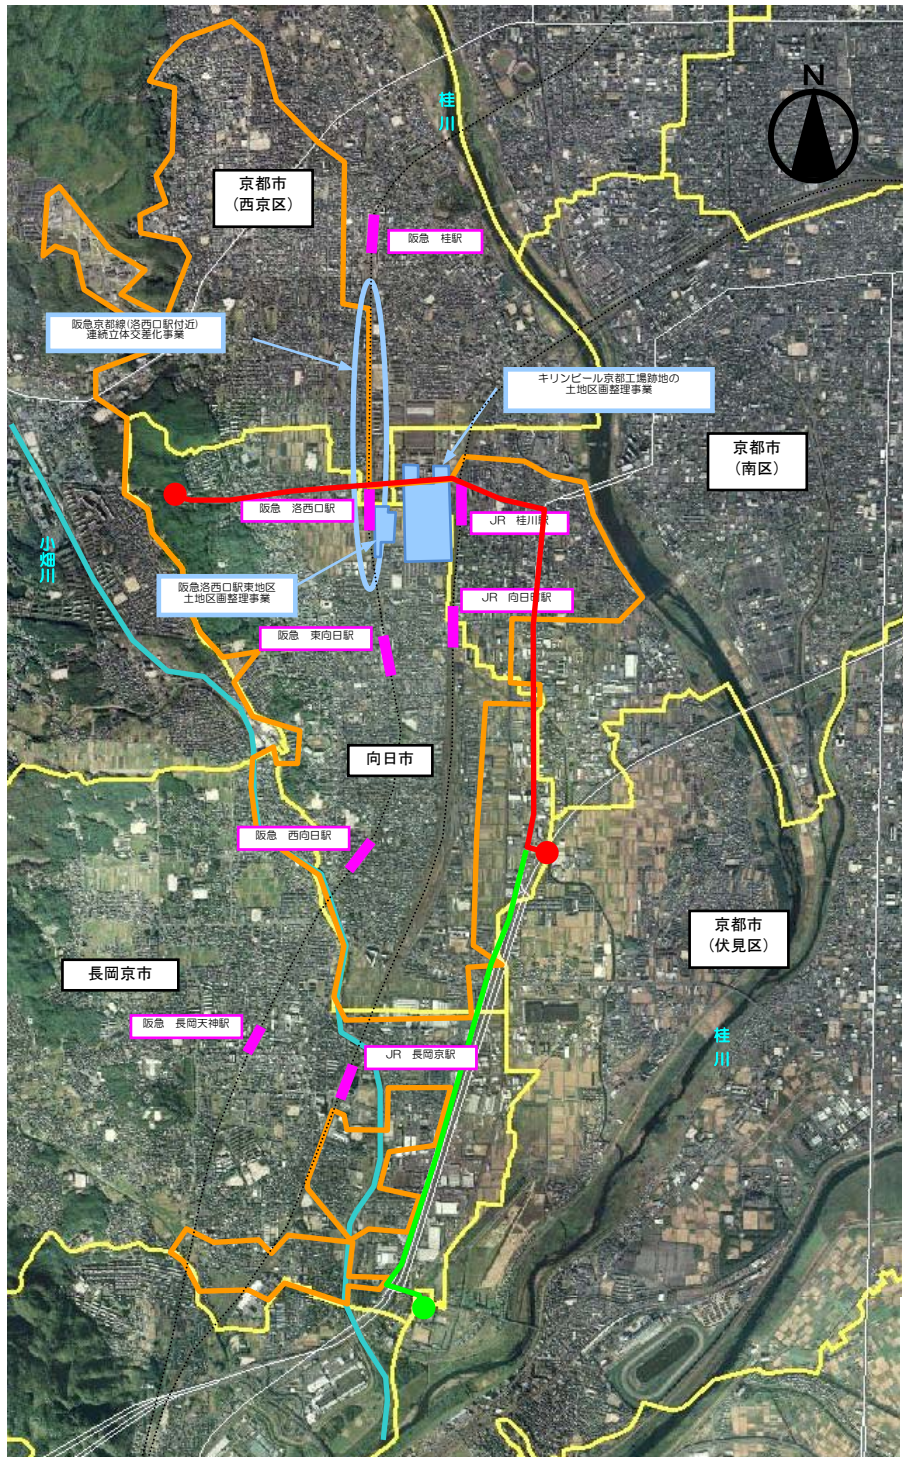 N
桂
川
京都市
(西京区)
阪急 桂駅
阪急京都線(洛西口駅付近)
連続立体交差化事業
キリンビール京都工場跡地の
土地区画整理事業
京都市
(南区)
阪急 洛西口駅
JR 桂川駅
小畑川
阪急洛西口駅東地区
土地区画整理事業
JR 向日町駅
阪急 東向日駅
向日市
阪急 西向日駅
京都市
(伏見区)
長岡京市
阪急 長岡天神駅
JR 長岡京駅
桂
川